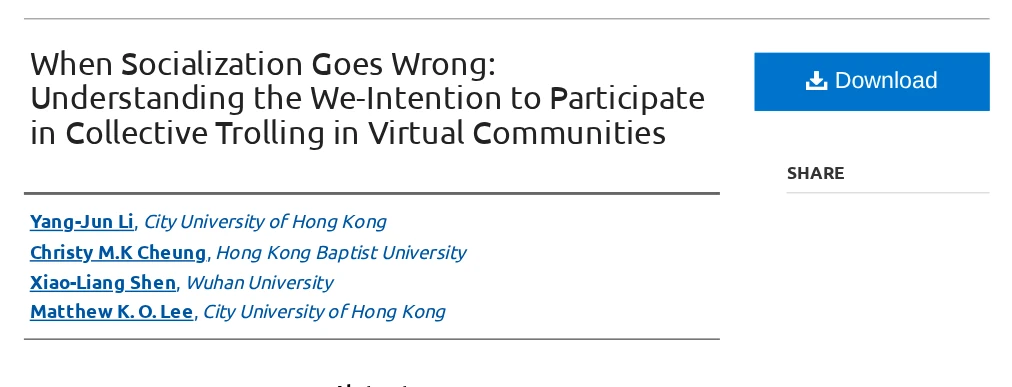 When Socialization Goes Wrong:
Understanding the We-Intention to Participate
in Collective Trolling in Virtual Communities
Download
SHARE
Yang-Jun Li, City University of Hong Kong
Christy M.K Cheung, Hong Kong Baptist University
Xiao-Liang Shen, Wuhan University
Matthew K. O. Lee, City University of Hong Kong